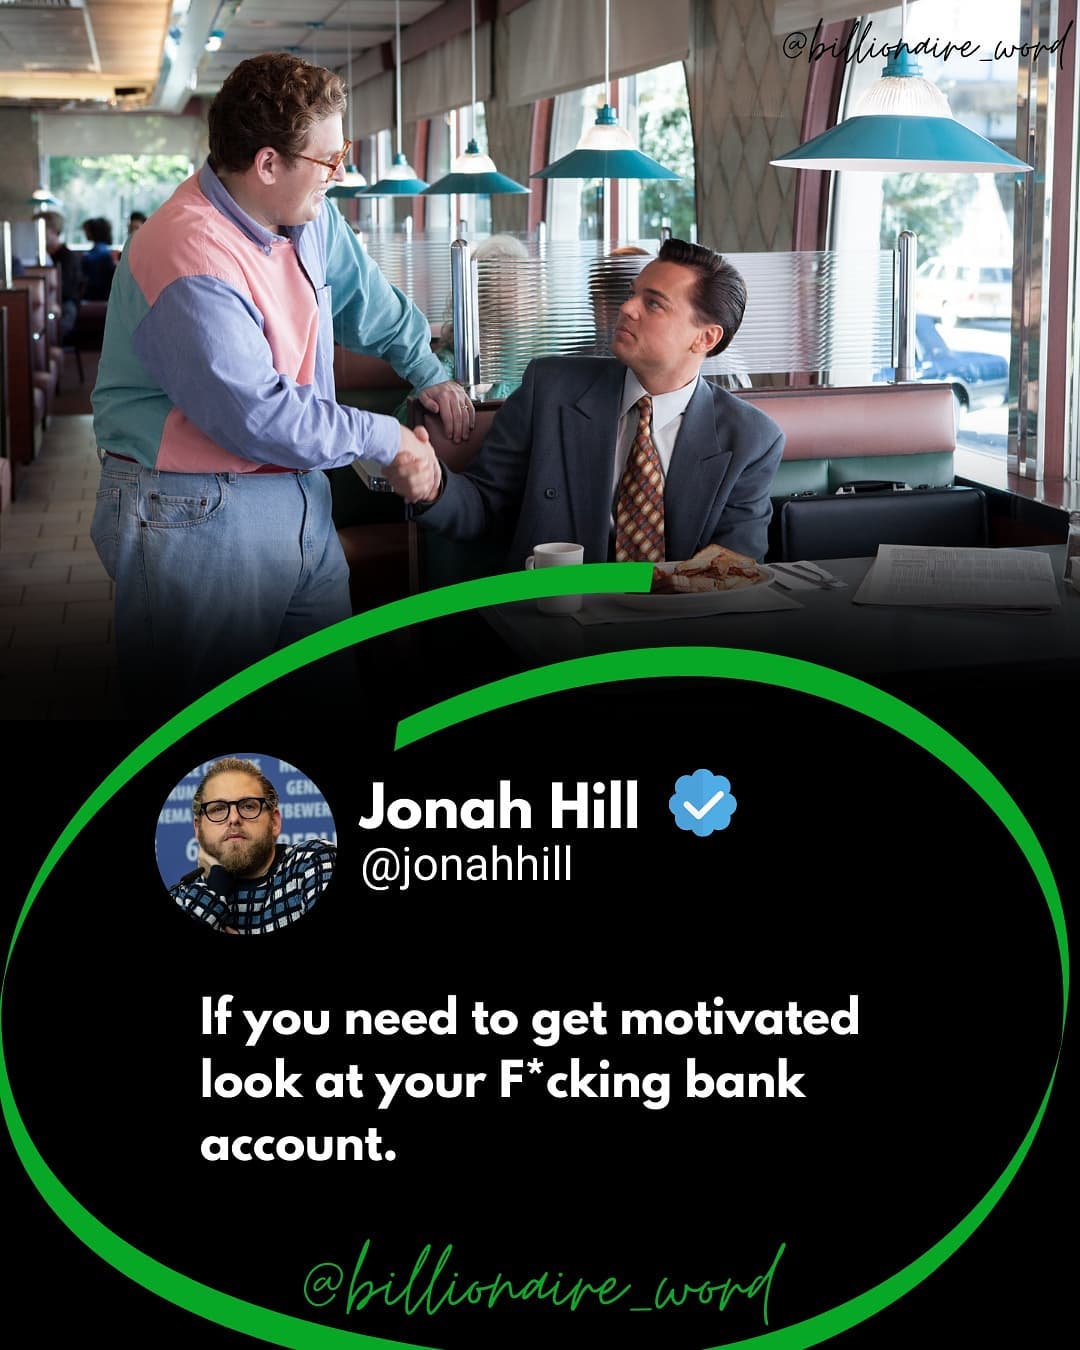 @billionaire_word
Jonah Hill
@jonahhill
If you need to get motivated
look at your F*cking bank
account.
@billionaire_word